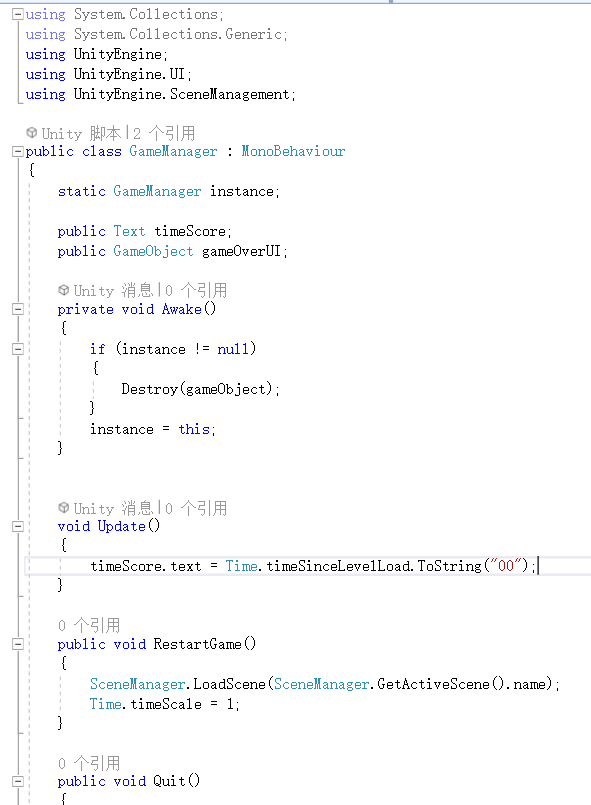 using System.Collections;
using System.Collections.Generic;
using UnityEngine;
using UnityEngine.UI;
using UnityEngine.SceneManagement;
Unity 脚本|2 个引用
public class GameManager : MonoBehaviour
{
static GameManager instance;
public Text timeScore;
public GameObject gameOverUI;
Unity 消息|0 个引用
private void Awake()
{
if (instance != null)
{
Destroy(gameObject);
}
instance = this;
}
Unity 消息|0 个引用
void Update()
{
timeScore.text = Time.timeSinceLevelLoad.ToString("00");
}
0 个引用
public void RestartGame()
{
SceneManager.LoadScene(SceneManager.GetActiveScene().name);
Time.timeScale = 1;
}
0 个引用
public void Quit()
{